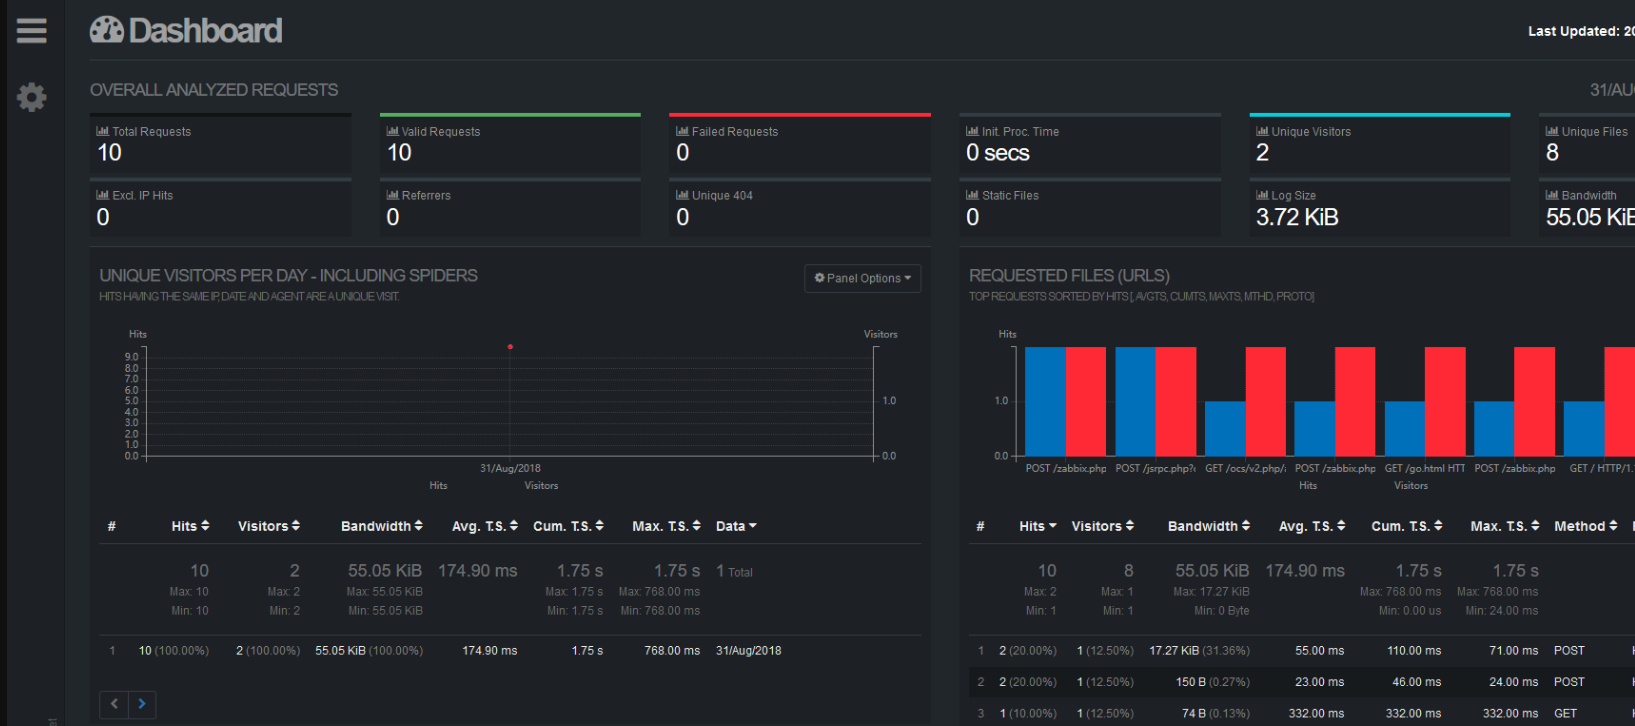 Dashboard
Last Updated: 20
OVERALL ANALYZED REQUESTS
31/AU
Total Requests
10
Valid Requests
10
Failed Requests
0
Init. Proc. Time
0 secs
Unique Visitors
2
Unique Files
8
Excl. IP Hits
0
Referrers
0
Unique 404
0
Static Files
0
Log Size
3.72 KiB
Bandwidth
55.05 KiB
UNIQUE VISITORS PER DAY - INCLUDING SPIDERS
HITS HAVING THE SAME IP, DATE AND AGENT ARE A UNIQUE VISIT.
Panel Options
Hits
Visitors
9.0
8.0
7.0
6.0
5.0
4.0
3.0
2.0
1.0
0.0
1.0
0.0
31/Aug/2018
Hits Visitors
# Hits Visitors Bandwidth Avg. T.S. Cum. T.S. Max. T.S. Data
10 2 55.05 KiB 174.90 ms 1.75 s 1.75 s 1 Total
Max: 10 Max: 2 Max: 55.05 KiB Max: 1.75 s Max: 768.00 ms
Min: 10 Min: 2 Min: 55.05 KiB Min: 1.75 s Min: 768.00 ms
1 10 (100.00%) 2 (100.00%) 55.05 KiB (100.00%) 174.90 ms 1.75 s 768.00 ms 31/Aug/2018
REQUESTED FILES (URLS)
TOP REQUESTS SORTED BY HITS [, AVGTS, CUMTS, MAXTS, MTHD, PROTO]
Hits
1.0
0.0
POST /zabbix.php POST /jsrpc.php? GET /ocs/v2.php/ POST /zabbix.php GET /go.html HTT POST /zabbix.php GET / HTTP/1.
Hits Visitors
# Hits Visitors Bandwidth Avg. T.S. Cum. T.S. Max. T.S. Method
10 8 55.05 KiB 174.90 ms 1.75 s 1.75 s
Max: 2 Max: 1 Max: 17.27 KiB Max: 768.00 ms Max: 768.00 ms
Min: 1 Min: 1 Min: 0 Byte Min: 0.00 us Min: 24.00 ms
1 2 (20.00%) 1 (12.50%) 17.27 KiB (31.36%) 55.00 ms 110.00 ms 71.00 ms POST
2 2 (20.00%) 1 (12.50%) 150 B (0.27%) 23.00 ms 46.00 ms 24.00 ms POST
3 1 (10.00%) 1 (12.50%) 74 B (0.13%) 332.00 ms 332.00 ms 332.00 ms GET